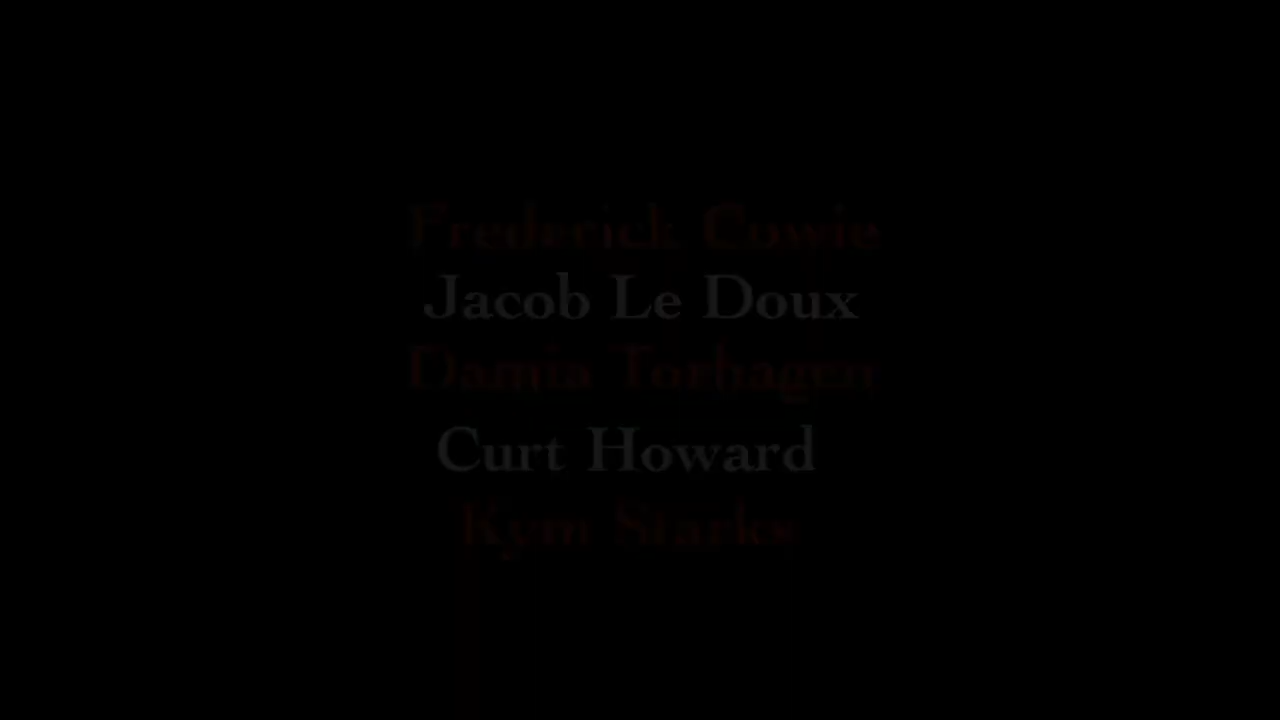 Frederick Cowie
Jacob Le Doux
Damia Torhagen
Curt Howard
Kym Starks